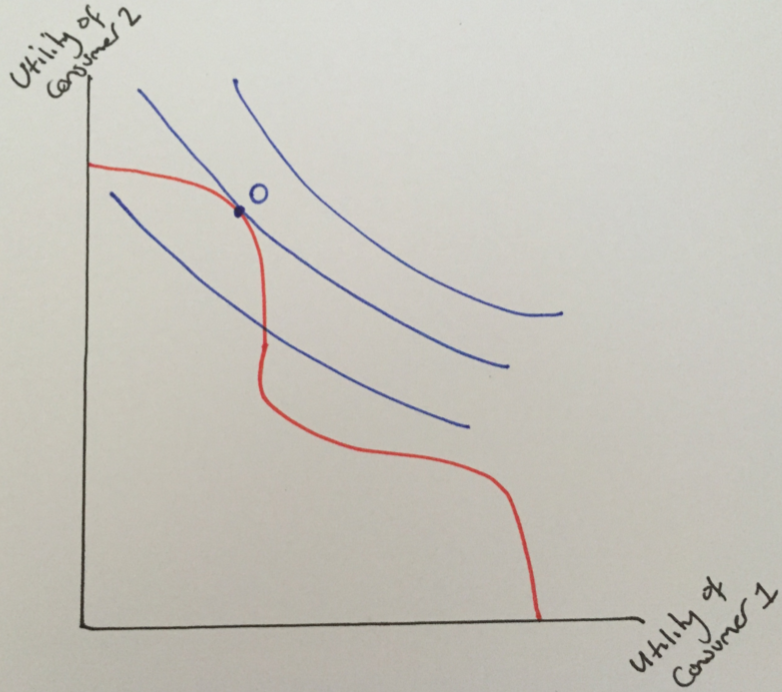 Utility of
Consumer 2
O
Utility of
Consumer 1